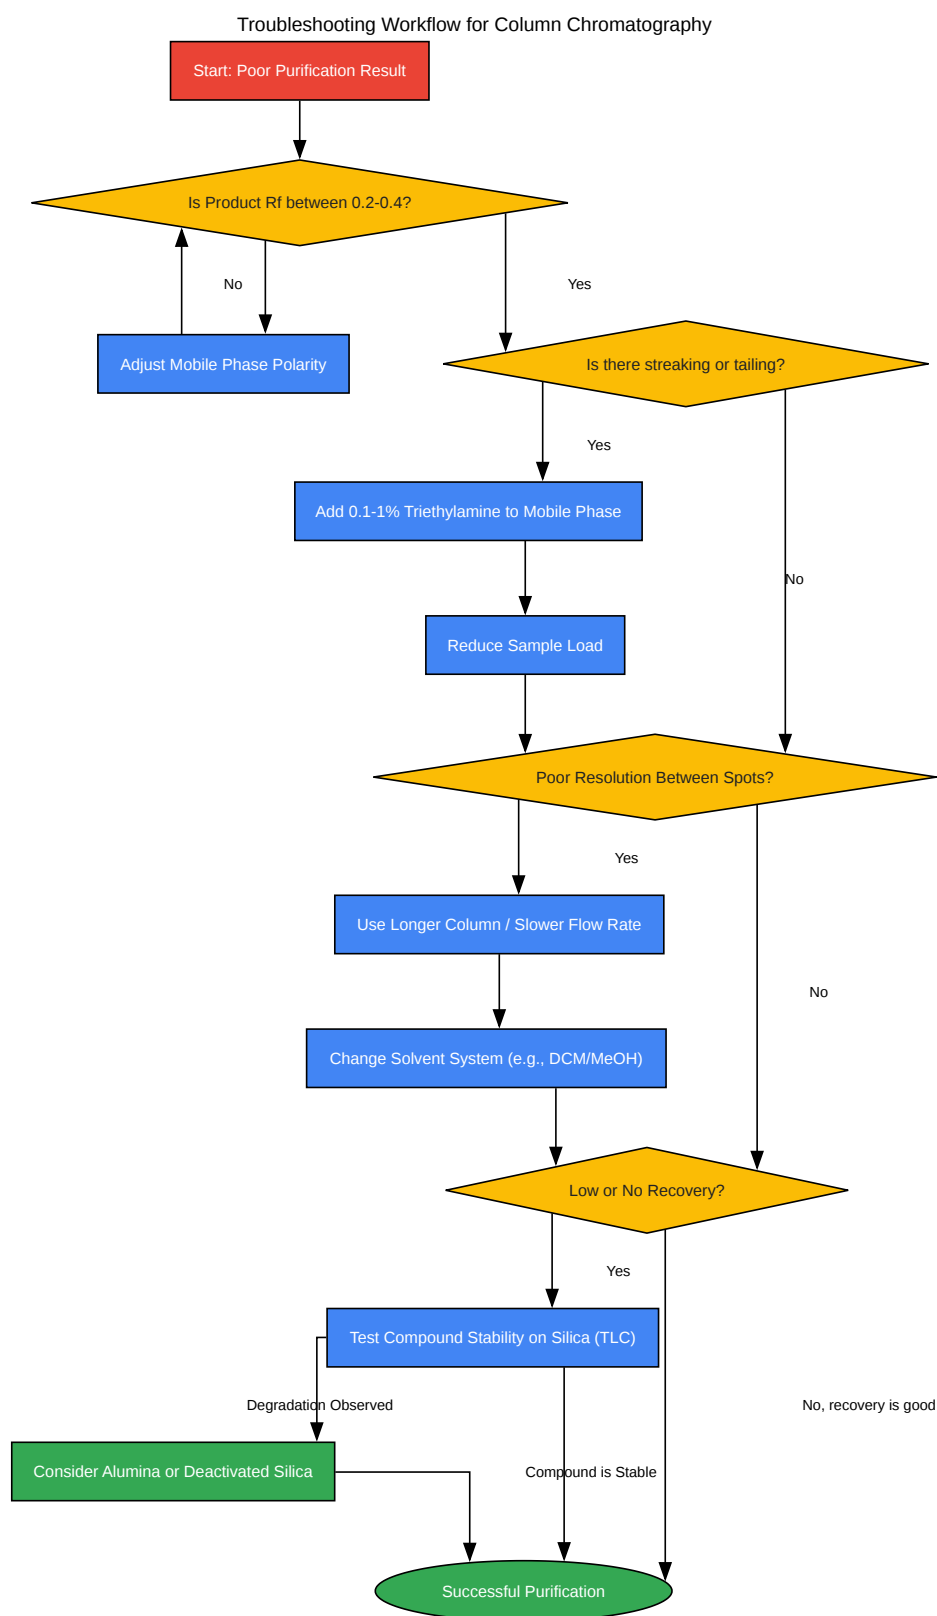 Troubleshooting Workflow for Column Chromatography
Start: Poor Purification Result
Is Product Rf between 0.2-0.4?
No
Yes
Adjust Mobile Phase Polarity
Is there streaking or tailing?
Yes
Add 0.1-1% Triethylamine to Mobile Phase
No
Reduce Sample Load
Poor Resolution Between Spots?
Yes
Use Longer Column / Slower Flow Rate
No
Change Solvent System (e.g., DCM/MeOH)
Low or No Recovery?
Yes
Test Compound Stability on Silica (TLC)
Degradation Observed
No, recovery is good
Consider Alumina or Deactivated Silica
Compound is Stable
Successful Purification